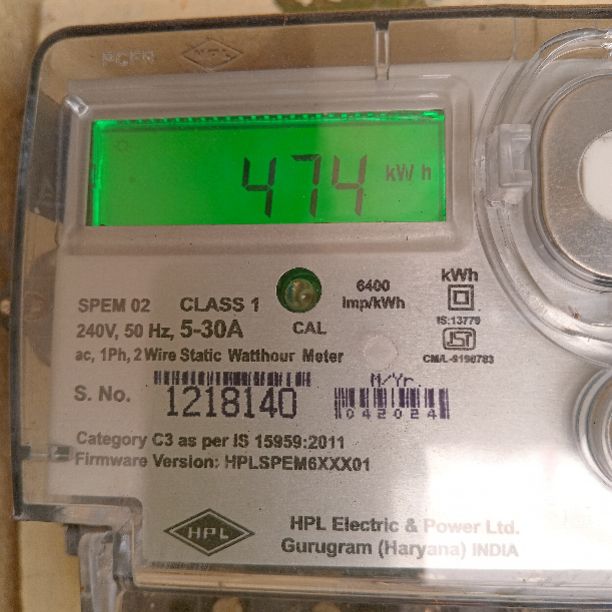 474 kWh
6400
Imp/kWh
kWh
SPEM 02 CLASS 1
240V, 50 Hz, 5-30A
CAL
IS:13779
ac, 1Ph, 2 Wire Static Watthour Meter
CM/L-9196783
M/Yr.
S. No. 1218140
042024
Category C3 as per IS 15959:2011
Firmware Version: HPLSPEM6XXX01
HPL
HPL Electric & Power Ltd.
Gurugram (Haryana) INDIA